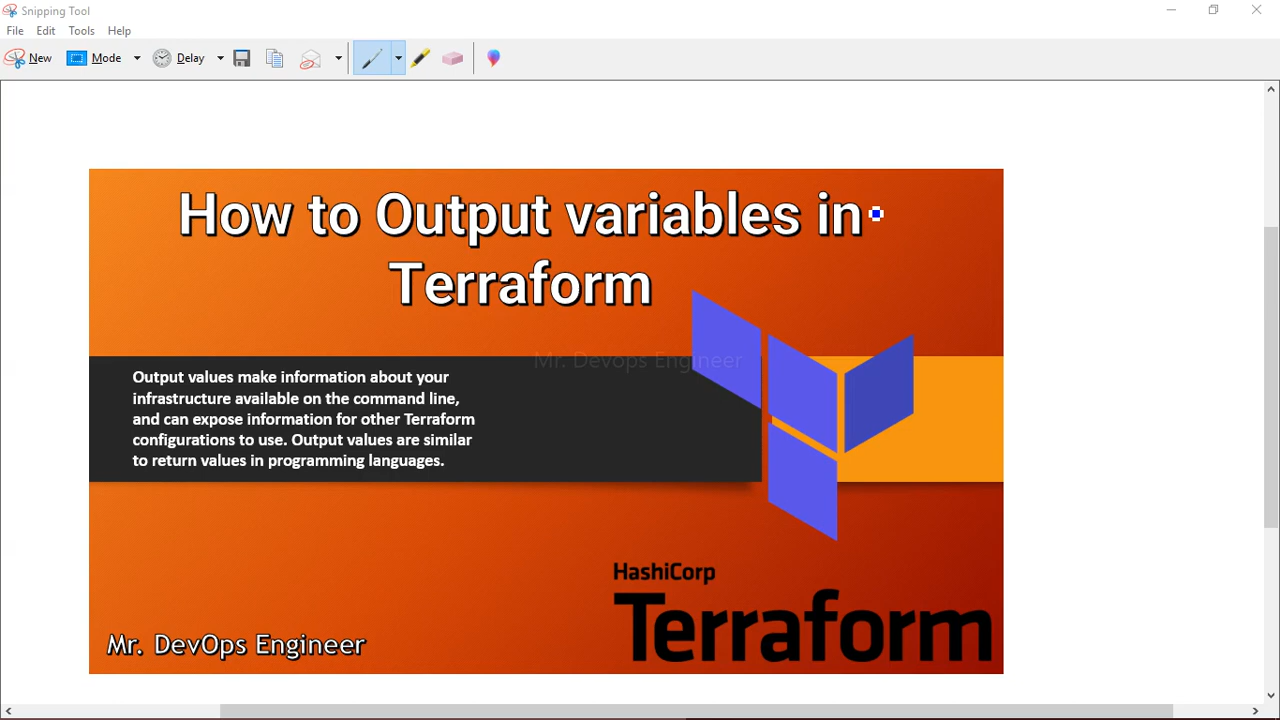 Snipping Tool
File Edit Tools Help
New Mode Delay
How to Output variables in
Terraform
Mr. Devops Engineer
Output values make information about your
infrastructure available on the command line,
and can expose information for other Terraform
configurations to use. Output values are similar
to return values in programming languages.
HashiCorp
Terraform
Mr. DevOps Engineer